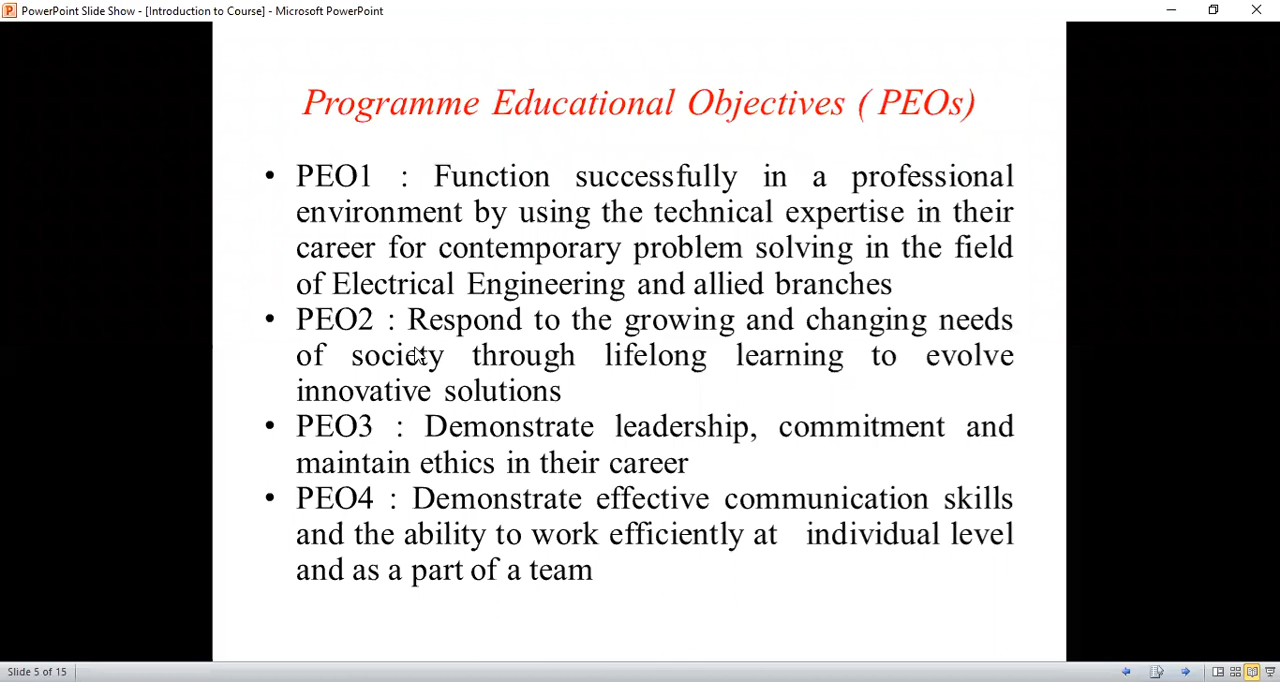 PowerPoint Slide Show - [Introduction to Course] - Microsoft PowerPoint
Programme Educational Objectives ( PEOs)
• PEO1 : Function successfully in a professional
environment by using the technical expertise in their
career for contemporary problem solving in the field
of Electrical Engineering and allied branches
• PEO2 : Respond to the growing and changing needs
of society through lifelong learning to evolve
innovative solutions
• PEO3 : Demonstrate leadership, commitment and
maintain ethics in their career
• PEO4 : Demonstrate effective communication skills
and the ability to work efficiently at individual level
and as a part of a team
Slide 5 of 15